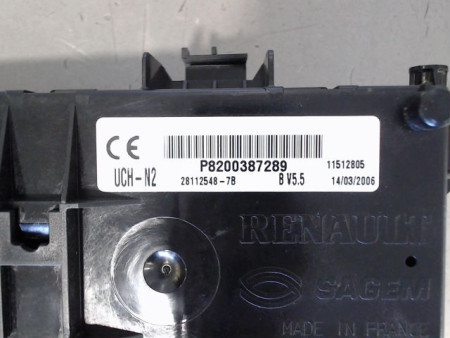 CE
P8200387289 11512805
UCH-N2 28112548-7B B V5.5 14/03/2006
RENAULT
SAGEM
MADE IN FRANCE